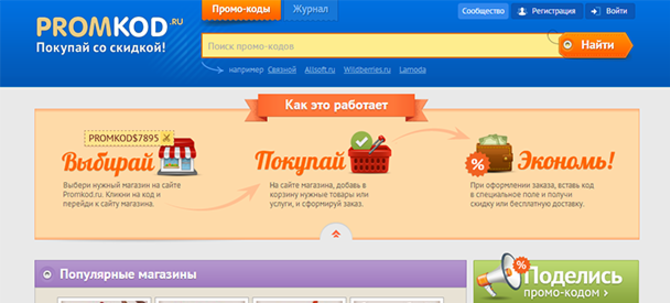 Промо-коды
Журнал
Сообщество
Регистрация
Войти
PROMKOD.RU
Покупай со скидкой!
Поиск промо-кодов
Найти
например Связной Allsoft.ru Wildberries.ru Lamoda
Как это работает
PROMKOD$7895
Выбирай
Выбери нужный магазин на сайте
Promkod.ru. Кликни на код и
перейди к сайту магазина.
Покупай
На сайте магазина, добавь в
корзину нужные товары или
услуги, и сформируй заказ.
%
Экономь!
При оформлении заказа, вставь код
в специальное поле и получи
скидку или бесплатную доставку.
Популярные магазины
%
Поделись
промо-кодом >